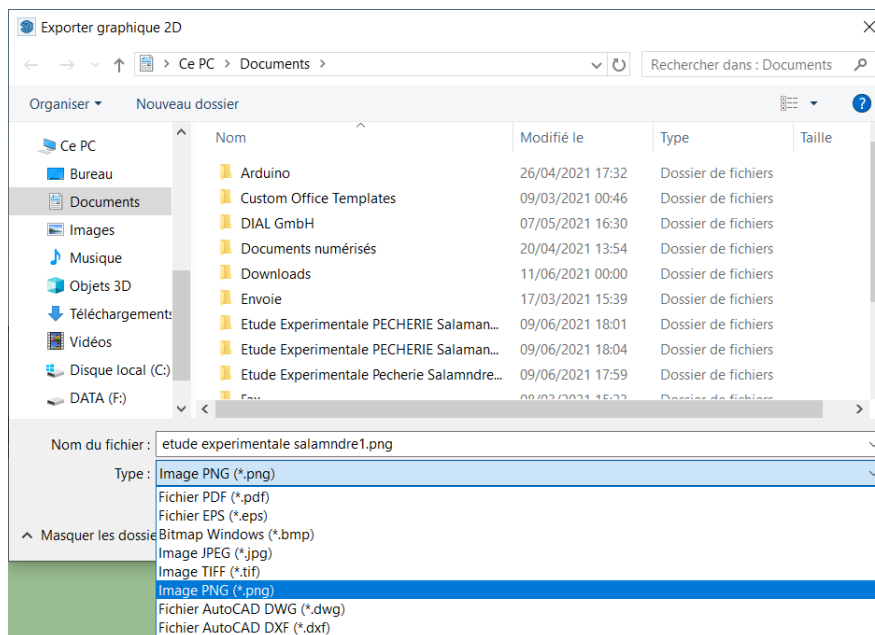 Exporter graphique 2D
Ce PC > Documents >
Rechercher dans : Documents
Organiser
Nouveau dossier
Nom Modifié le Type Taille
Ce PC
Bureau
Documents
Images
Musique
Objets 3D
Téléchargements
Vidéos
Disque local (C:)
DATA (F:)
Arduino 26/04/2021 17:32 Dossier de fichiers
Custom Office Templates 09/03/2021 00:46 Dossier de fichiers
DIAL GmbH 07/05/2021 16:30 Dossier de fichiers
Documents numérisés 20/04/2021 13:54 Dossier de fichiers
Downloads 11/06/2021 00:00 Dossier de fichiers
Envoie 17/03/2021 15:39 Dossier de fichiers
Etude Experimentale PECHERIE Salaman... 09/06/2021 18:01 Dossier de fichiers
Etude Experimentale PECHERIE Salaman... 09/06/2021 18:04 Dossier de fichiers
Etude Experimentale Pecherie Salamndre... 09/06/2021 17:59 Dossier de fichiers
Nom du fichier : etude experimentale salamndre1.png
Type : Image PNG (*.png)
Fichier PDF (*.pdf)
Fichier EPS (*.eps)
Masquer les dossie
Bitmap Windows (*.bmp)
Image JPEG (*.jpg)
Image TIFF (*.tif)
Image PNG (*.png)
Fichier AutoCAD DWG (*.dwg)
Fichier AutoCAD DXF (*.dxf)